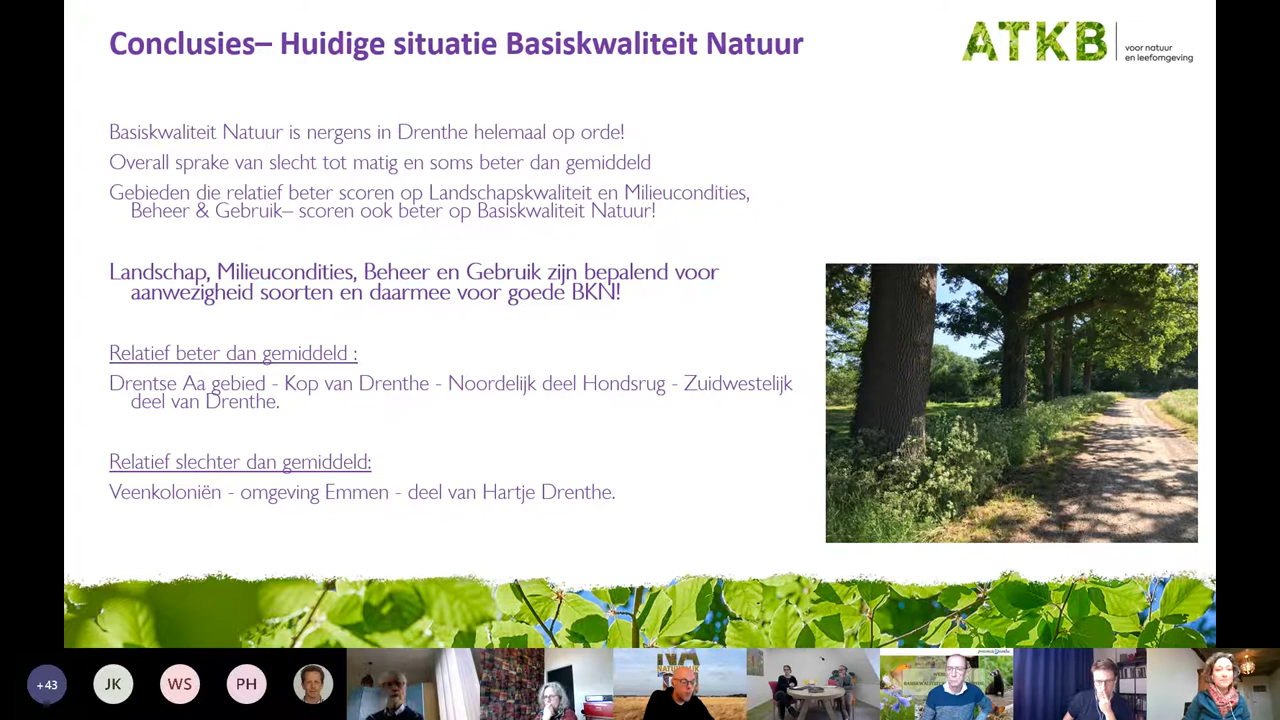 Conclusies– Huidige situatie Basiskwaliteit Natuur
ATKB
voor natuur
en leefomgeving
Basiskwaliteit Natuur is nergens in Drenthe helemaal op orde!
Overall sprake van slecht tot matig en soms beter dan gemiddeld
Gebieden die relatief beter scoren op Landschapskwaliteit en Milieucondities,
Beheer & Gebruik– scoren ook beter op Basiskwaliteit Natuur!
Landschap, Milieucondities, Beheer en Gebruik zijn bepalend voor
aanwezigheid soorten en daarmee voor goede BKN!
Relatief beter dan gemiddeld :
Drentse Aa gebied - Kop van Drenthe - Noordelijk deel Hondsrug - Zuidwestelijk
deel van Drenthe.
Relatief slechter dan gemiddeld:
Veenkoloniën - omgeving Emmen - deel van Hartje Drenthe.
+43
JK
WS
PH